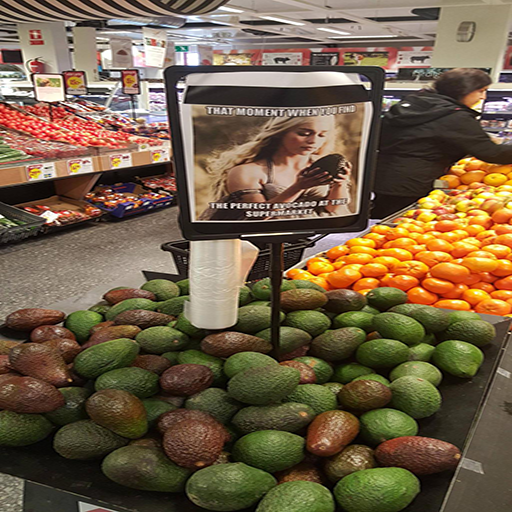 THAT MOMENT WHEN YOU FIND
THE PERFECT AVOCADO AT THE
SUPERMARKET